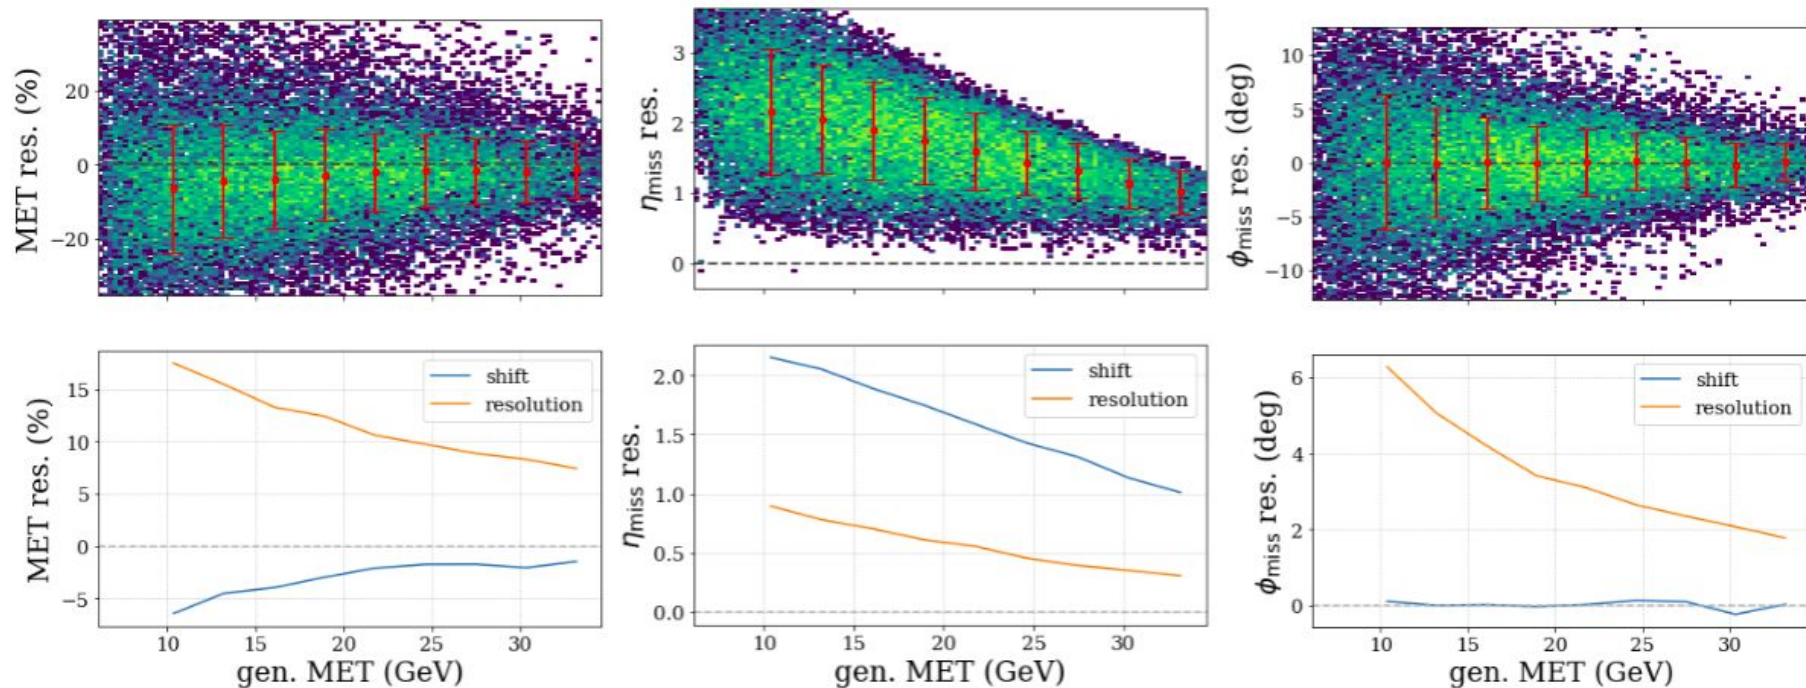 MET res. (%)
20
0
−20
η_miss res.
3
2
1
0
ϕ_miss res. (deg)
10
5
0
−5
−10
MET res. (%)
15
10
5
0
−5
shift
resolution
10 15 20 25 30
gen. MET (GeV)
η_miss res.
2.0
1.5
1.0
0.5
0.0
shift
resolution
10 15 20 25 30
gen. MET (GeV)
ϕ_miss res. (deg)
6
4
2
0
shift
resolution
10 15 20 25 30
gen. MET (GeV)